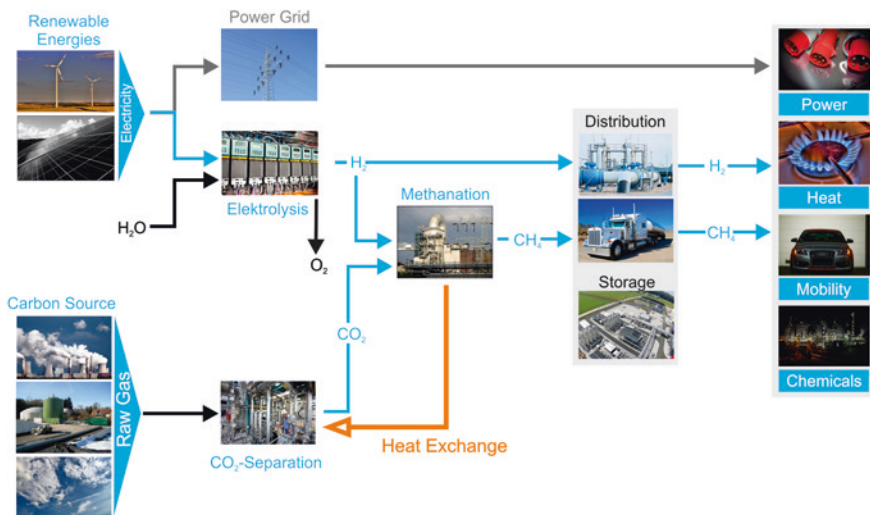 Renewable
Energies
Electricity
Power Grid
H₂O
Elektrolysis
O₂
H₂
Methanation
CH₄
CO₂
Distribution
Storage
H₂
CH₄
Power
Heat
Mobility
Chemicals
Carbon Source
Raw Gas
CO₂-Separation
Heat Exchange